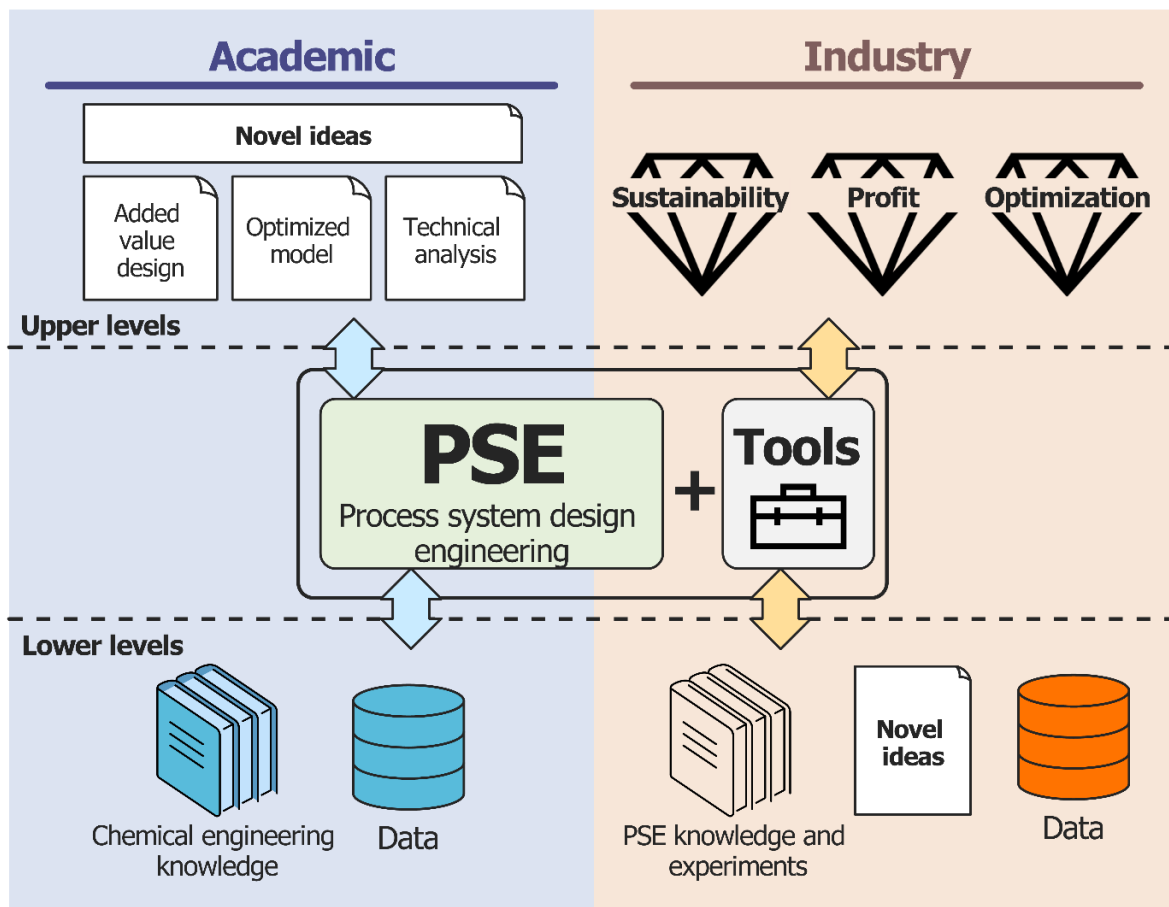 Academic
Industry
Novel ideas
Added
value
design
Optimized
model
Technical
analysis
Sustainability
Profit
Optimization
Upper levels
PSE
Process system design
engineering
+
Tools
Lower levels
Chemical engineering
knowledge
Data
PSE knowledge and
experiments
Novel
ideas
Data